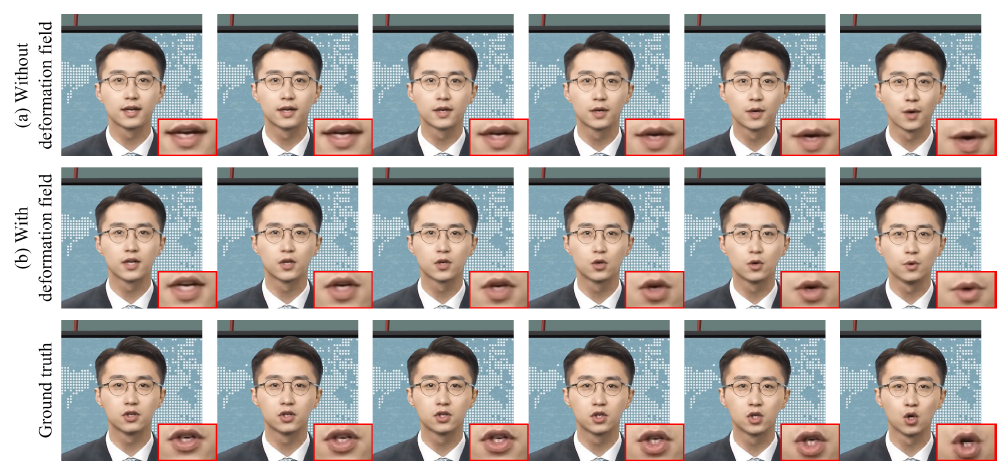 (a) Without
deformation field
(b) With
deformation field
Ground truth